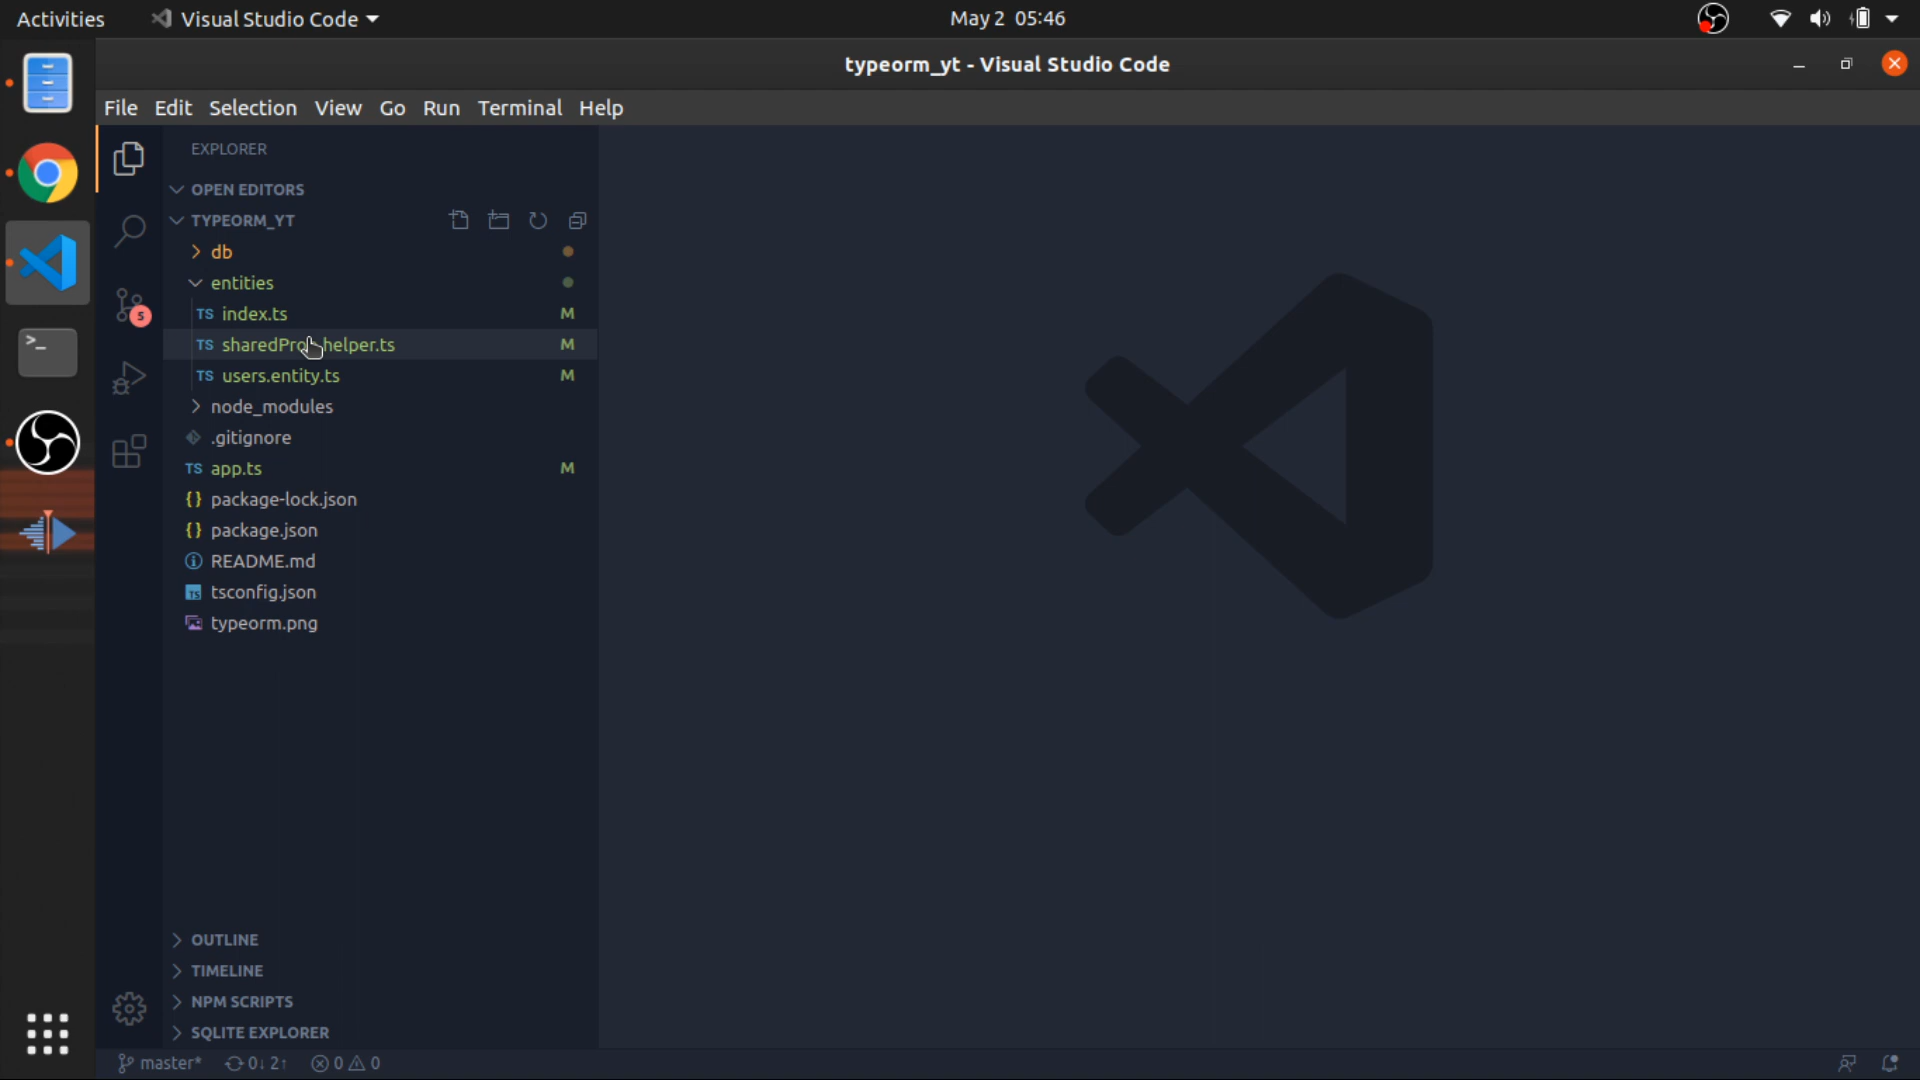 Activities Visual Studio Code May 2 05:46
typeorm_yt - Visual Studio Code
File Edit Selection View Go Run Terminal Help
EXPLORER
OPEN EDITORS
TYPEORM_YT
db
entities
TS index.ts M
TS helper.ts M
TS users.entity.ts M
node_modules
.gitignore
TS app.ts M
{} package-lock.json
{} package.json
README.md
TS tsconfig.json
typeorm.png
5
OUTLINE
TIMELINE
NPM SCRIPTS
SQLITE EXPLORER
master* 0↓ 2↑ 0 0